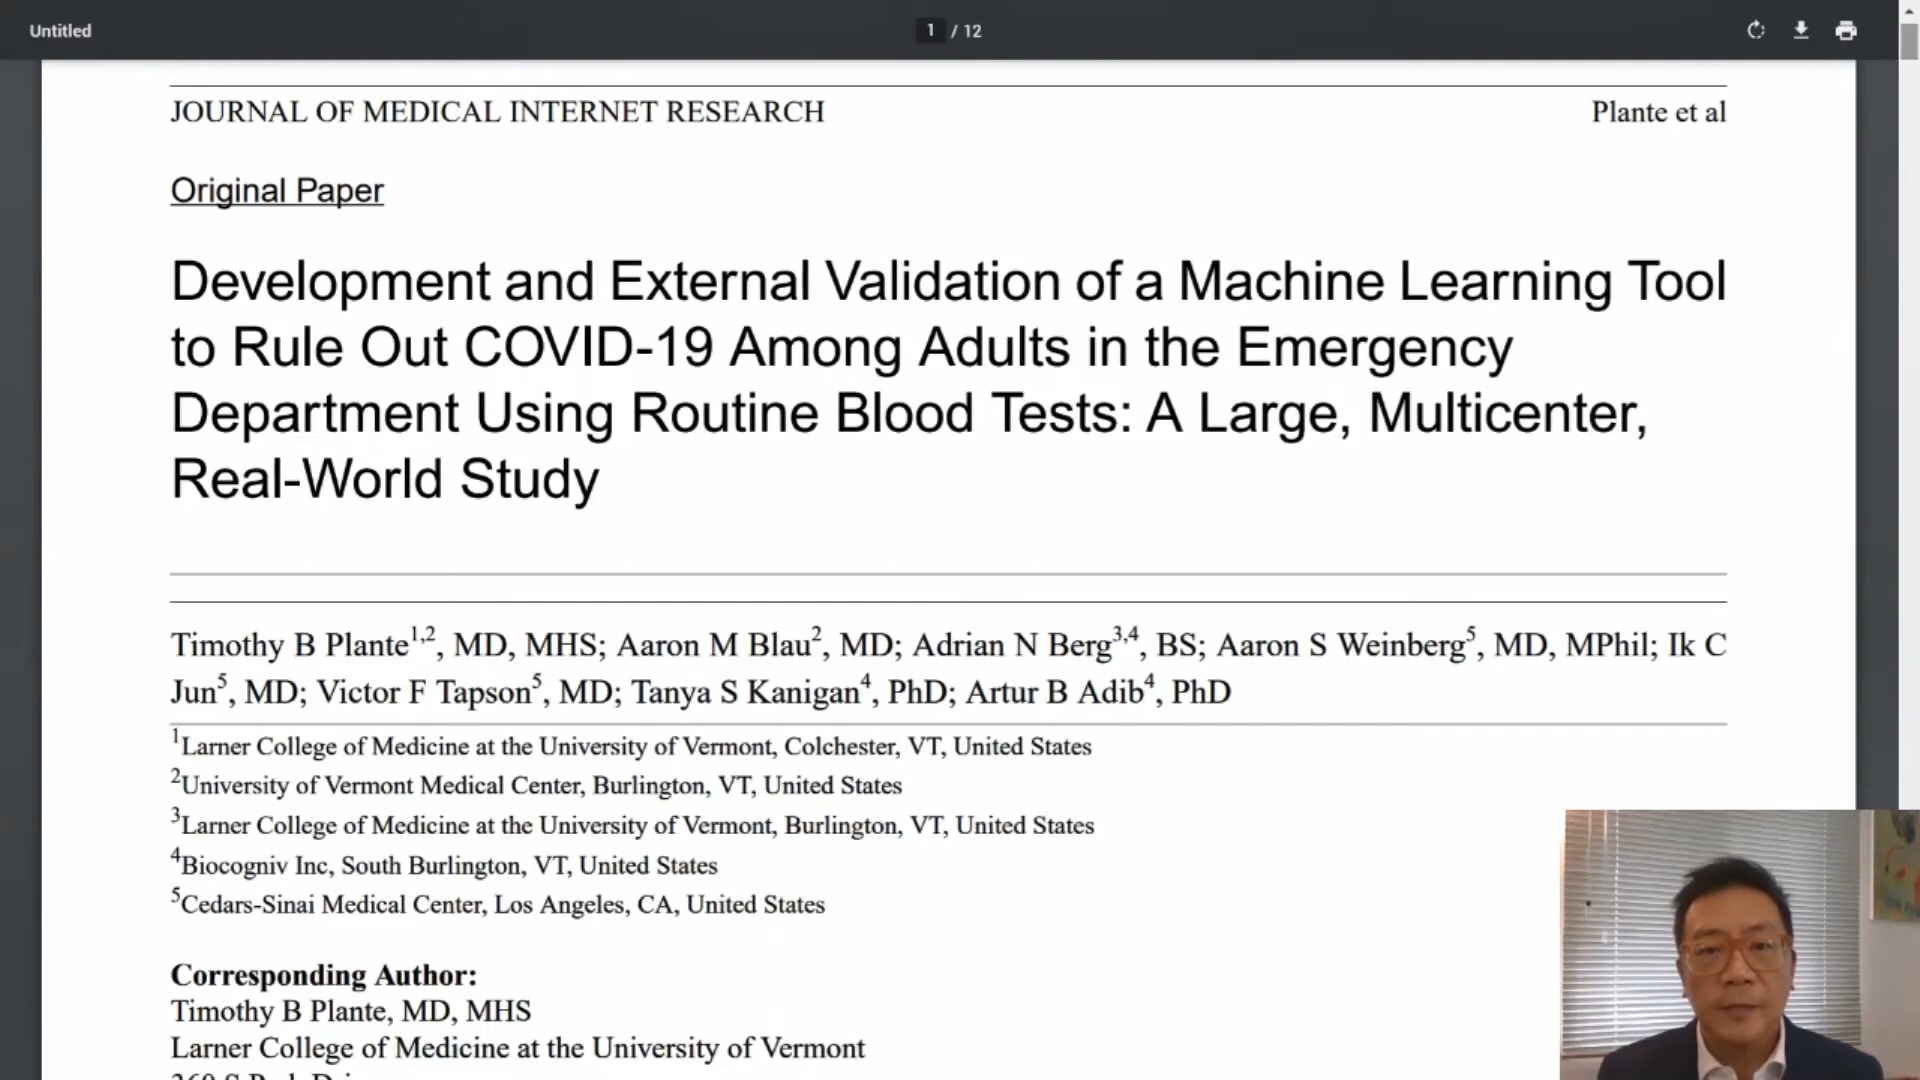 Untitled
1 / 12
JOURNAL OF MEDICAL INTERNET RESEARCH
Plante et al
Original Paper
Development and External Validation of a Machine Learning Tool
to Rule Out COVID-19 Among Adults in the Emergency
Department Using Routine Blood Tests: A Large, Multicenter,
Real-World Study
Timothy B Plante1,2, MD, MHS; Aaron M Blau2, MD; Adrian N Berg3,4, BS; Aaron S Weinberg5, MD, MPhil; Ik C
Jun5, MD; Victor F Tapson5, MD; Tanya S Kanigan4, PhD; Artur B Adib4, PhD
1Larner College of Medicine at the University of Vermont, Colchester, VT, United States
2University of Vermont Medical Center, Burlington, VT, United States
3Larner College of Medicine at the University of Vermont, Burlington, VT, United States
4Biocogniv Inc, South Burlington, VT, United States
5Cedars-Sinai Medical Center, Los Angeles, CA, United States
Corresponding Author:
Timothy B Plante, MD, MHS
Larner College of Medicine at the University of Vermont